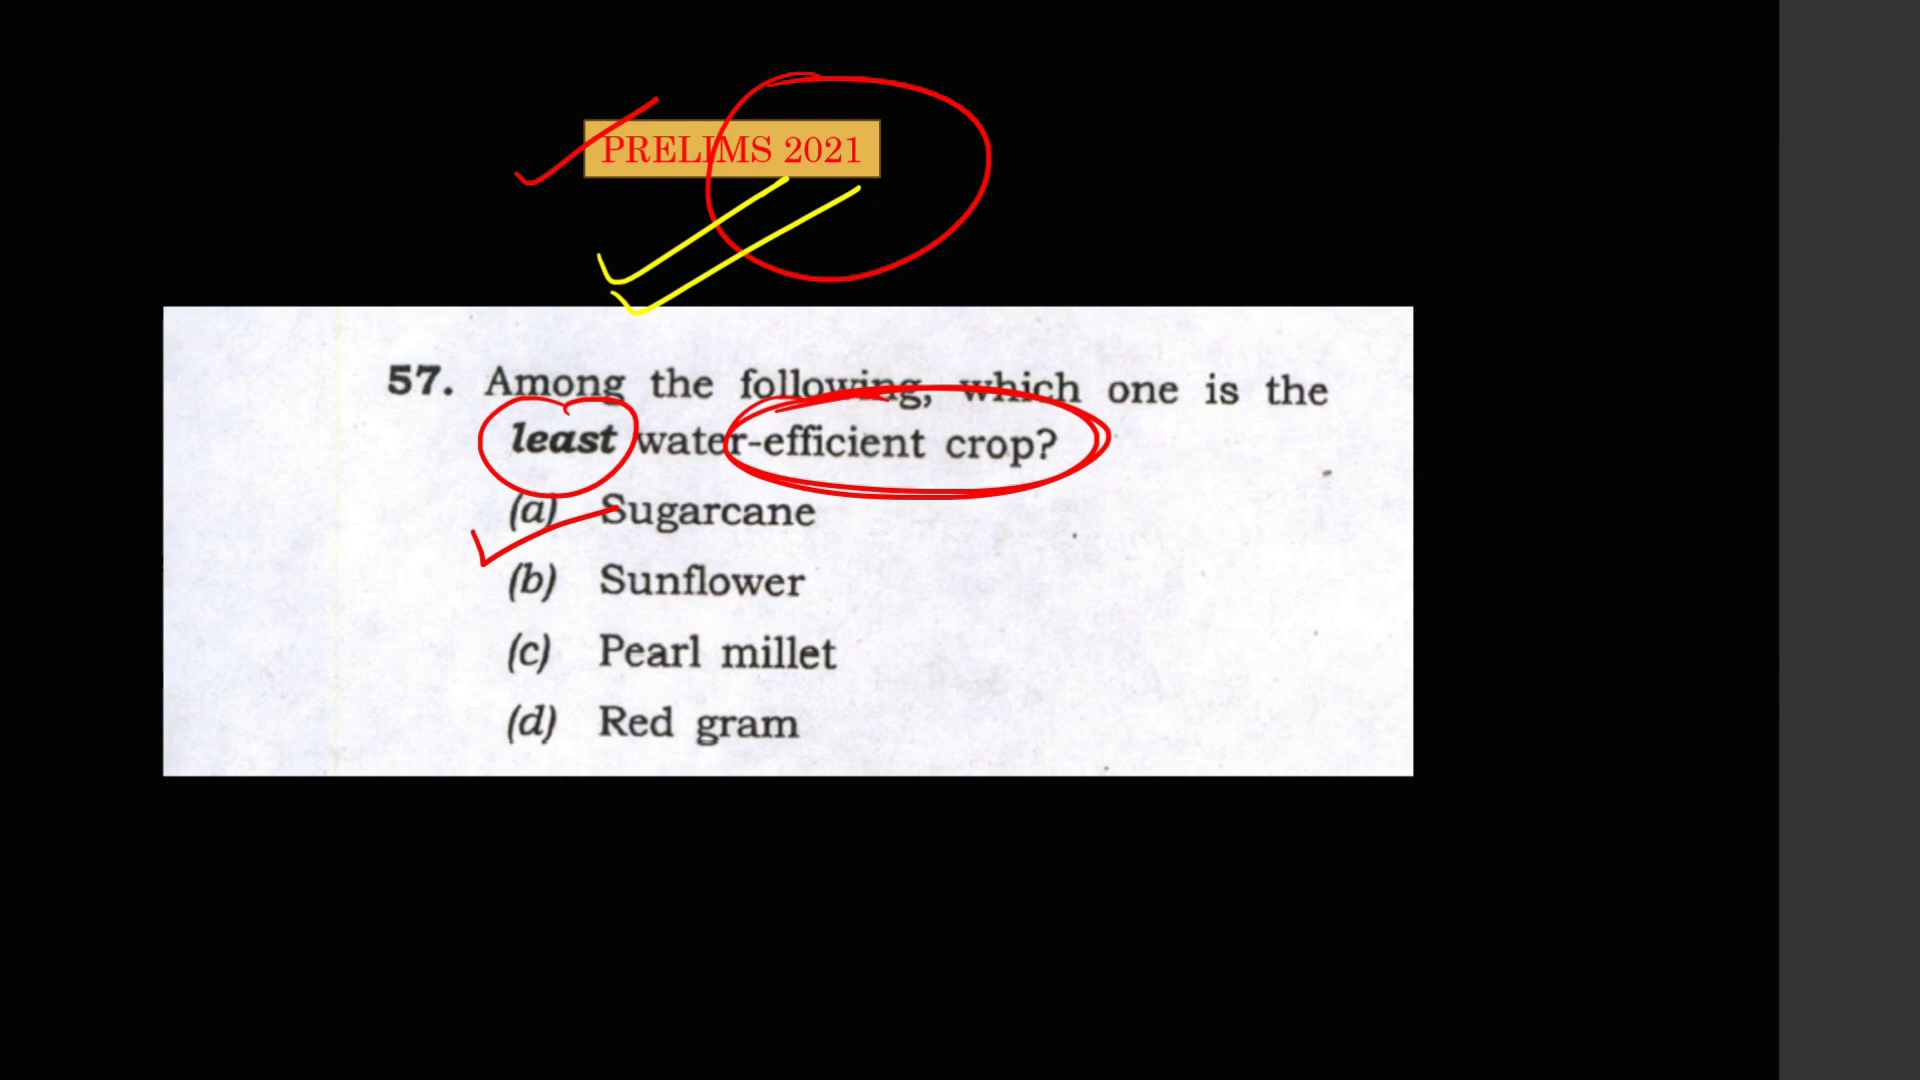 PRELIMS 2021
57. Among the following, which one is the
least water-efficient crop?
(a) Sugarcane
(b) Sunflower
(c) Pearl millet
(d) Red gram